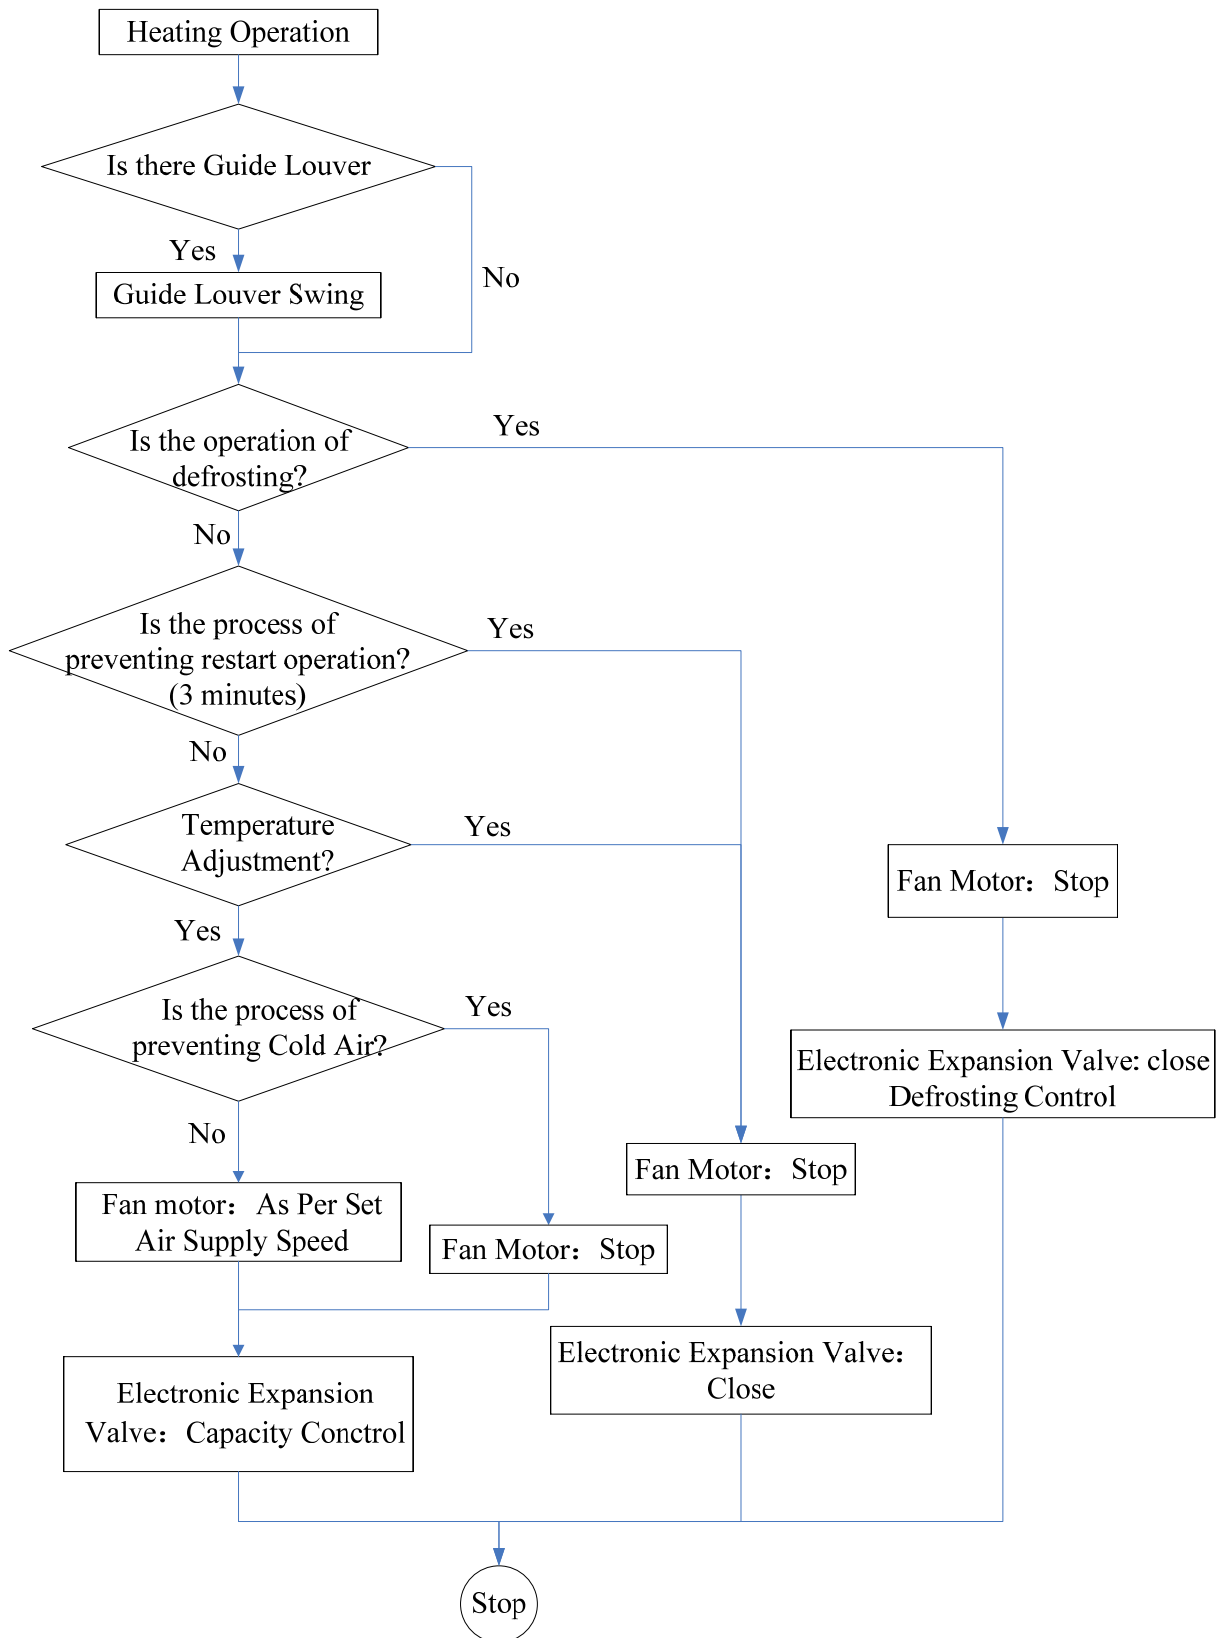 Heating Operation
Is there Guide Louver
Yes
No
Guide Louver Swing
Is the operation of
defrosting?
Yes
No
Is the process of
preventing restart operation?
(3 minutes)
Yes
No
Temperature
Adjustment?
Yes
Yes
Is the process of
preventing Cold Air?
Yes
No
Fan motor：As Per Set
Air Supply Speed
Fan Motor：Stop
Fan Motor：Stop
Fan Motor：Stop
Electronic Expansion Valve: close
Defrosting Control
Electronic Expansion Valve：
Close
Electronic Expansion
Valve：Capacity Conctrol
Stop